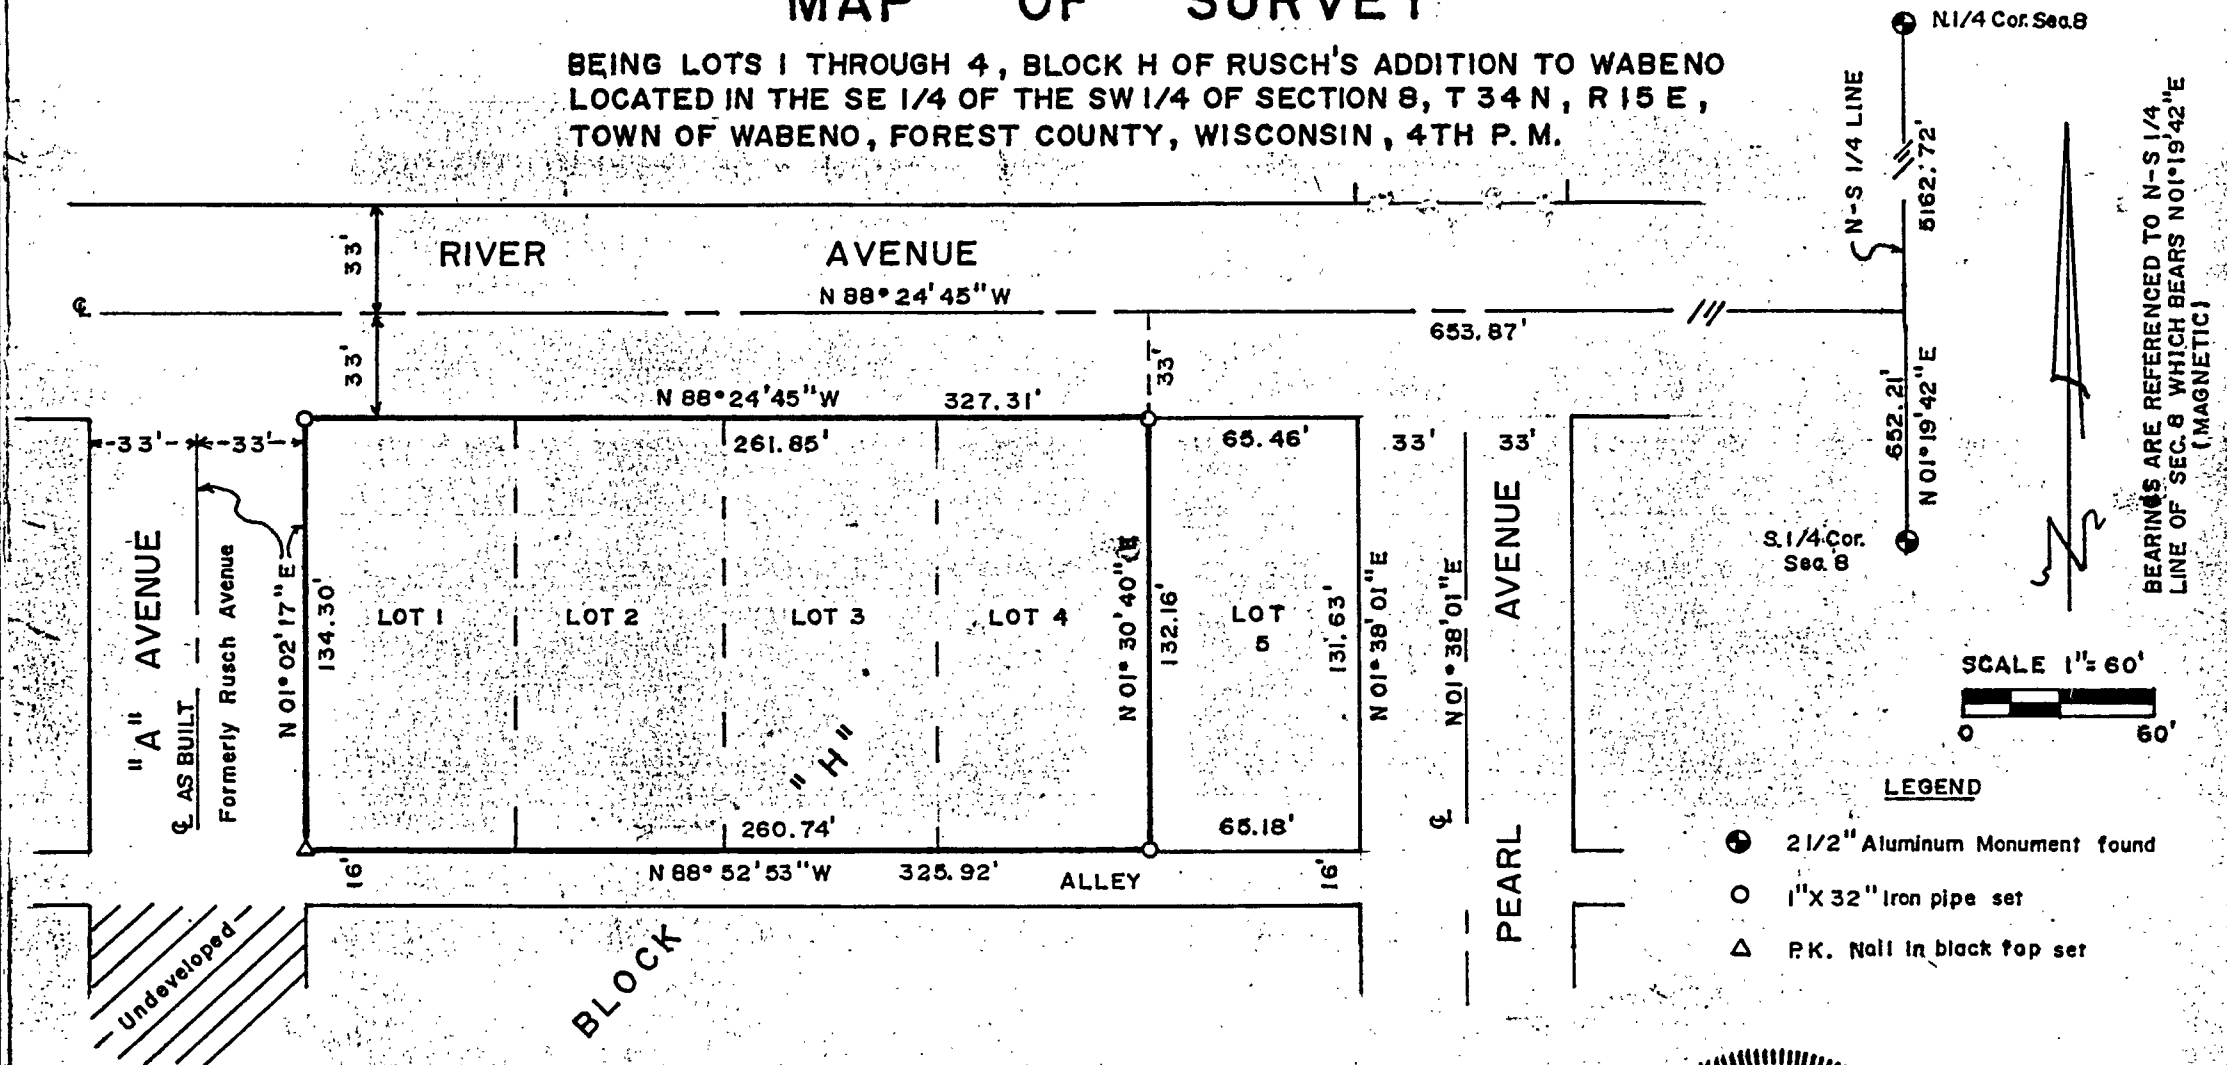 MAP OF SURVEY
BEING LOTS 1 THROUGH 4, BLOCK H OF RUSCH'S ADDITION TO WABENO
LOCATED IN THE SE 1/4 OF THE SW 1/4 OF SECTION 8, T 34 N, R 15 E,
TOWN OF WABENO, FOREST COUNTY, WISCONSIN, 4TH P. M.
N.1/4 Cor. Sec. 8
N-S 1/4 LINE
5162.72'
BEARINGS ARE REFERENCED TO N-S 1/4
LINE OF SEC. 8 WHICH BEARS N01°19'42"E
(MAGNETIC)
33'
RIVER AVENUE
N 88°24'45" W
℄
653.87'
33'
33'
N 88°24'45" W 327.31'
652.21'
N 01°19'42" E
33' 33'
261.85'
65.46'
33' 33'
S.1/4 Cor.
Sec. 8
N
"A" AVENUE
℄ AS BUILT
Formerly Rusch Avenue
N 01°02'17" E
134.30'
LOT 1
LOT 2
LOT 3
LOT 4
N 01°30'40" E
132.16'
LOT
5
131.63'
N 01°38'01" E
N 01°38'01" E
℄
PEARL AVENUE
SCALE 1"= 60'
0 60'
"H"
260.74'
65.18'
16'
N 88°52'53" W 325.92'
ALLEY
16'
LEGEND
2 1/2" Aluminum Monument found
1" X 32" Iron pipe set
P.K. Nail in black top set
Undeveloped
BLOCK